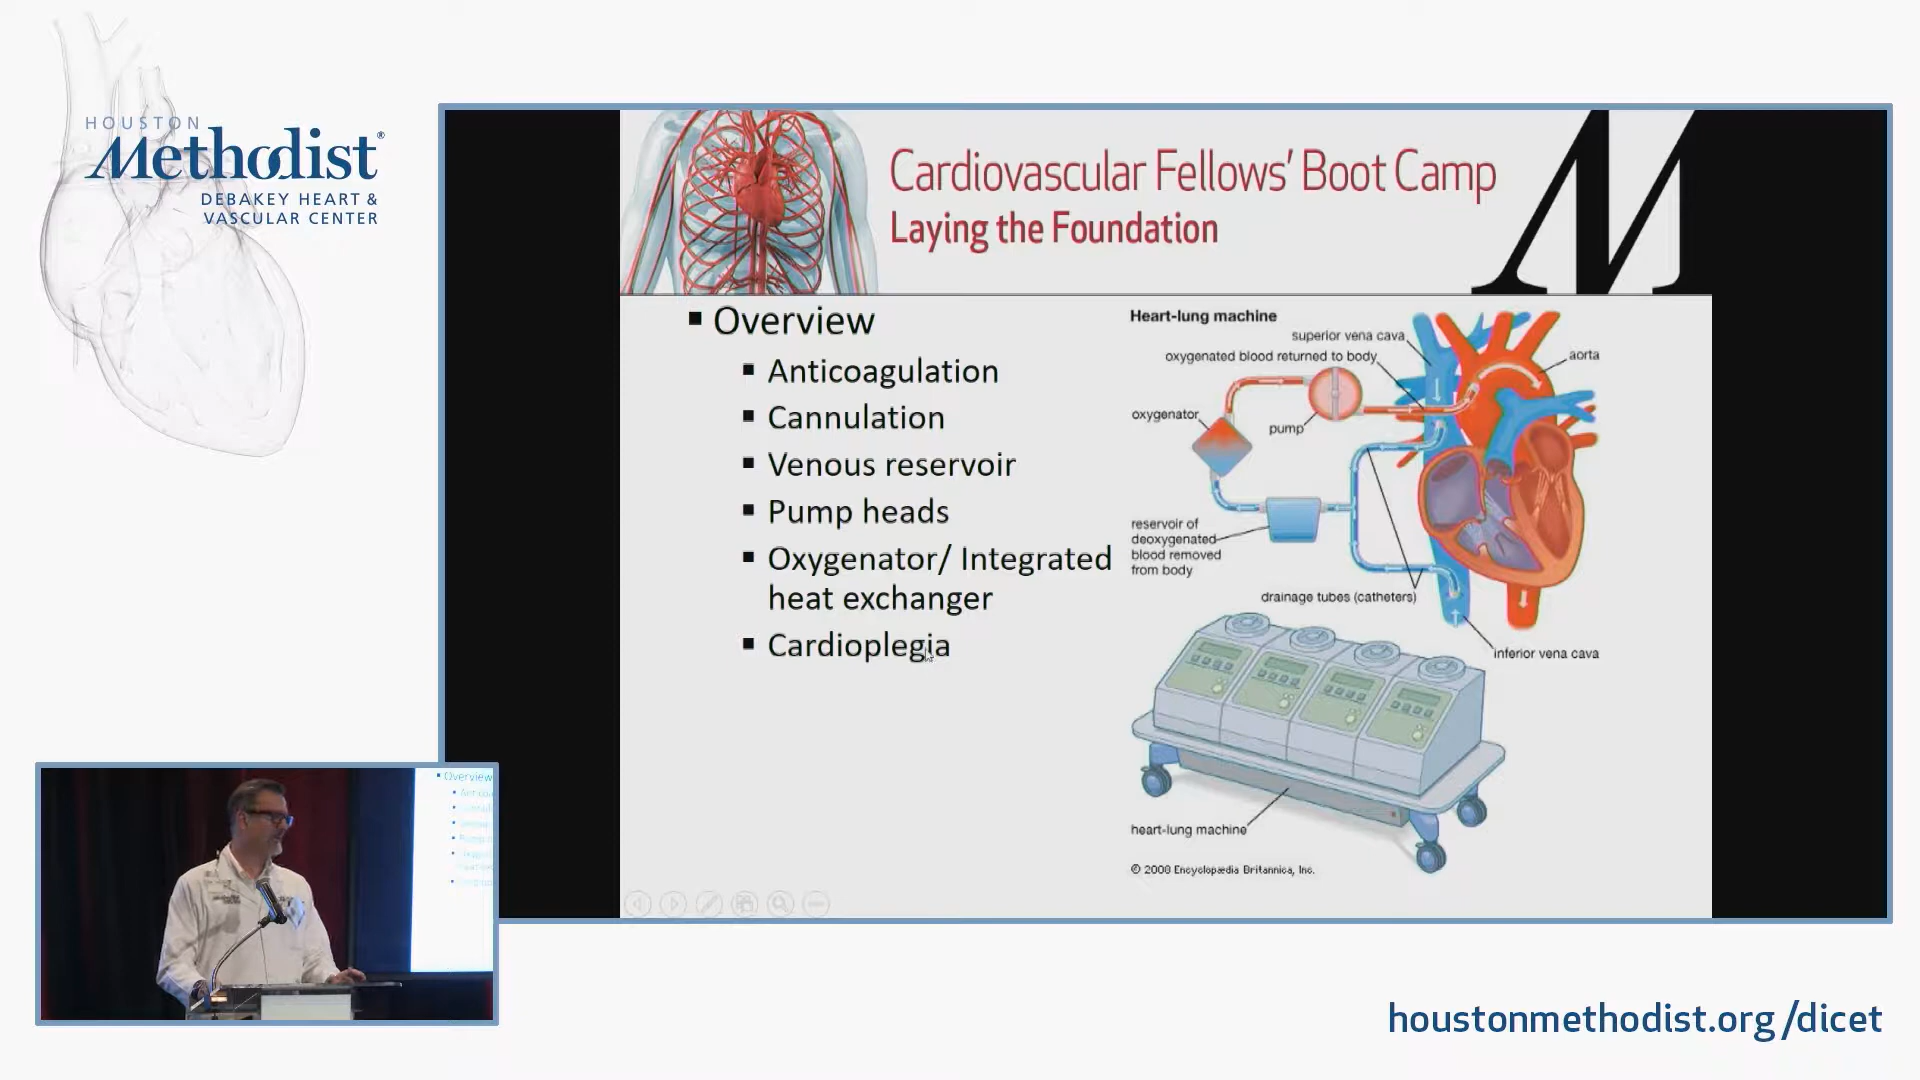 HOUSTON
Methodist®
DEBAKEY HEART &
VASCULAR CENTER
Cardiovascular Fellows' Boot Camp
Laying the Foundation
M
▪ Overview
▪ Anticoagulation
▪ Cannulation
▪ Venous reservoir
▪ Pump heads
▪ Oxygenator/ Integrated
heat exchanger
▪ Cardioplegia
Heart-lung machine
superior vena cava
oxygenated blood returned to body
aorta
oxygenator
pump
reservoir of
deoxygenated
blood removed
from body
drainage tubes (catheters)
inferior vena cava
heart-lung machine
© 2008 Encyclopædia Britannica, Inc.
Overview
houstonmethodist.org/dicet